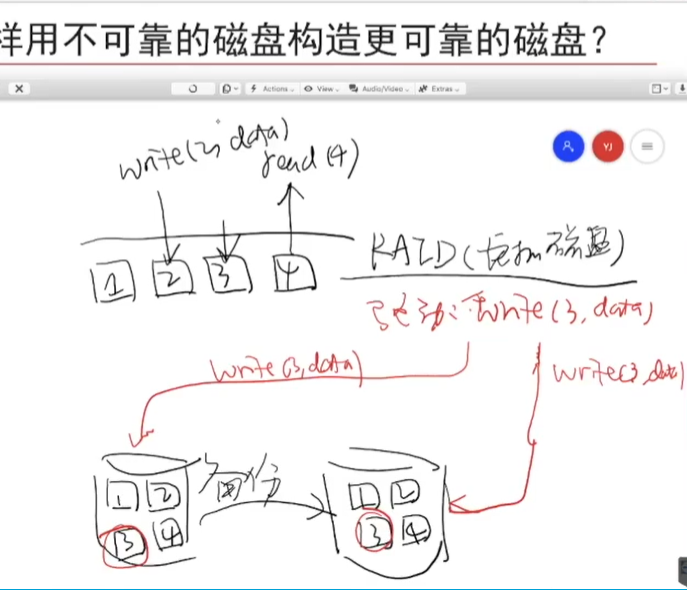 样用不可靠的磁盘构造更可靠的磁盘？
Actions
View
Audio/Video
Extras
write(2, data)
read(4)
YJ
1 2 3 4
RAID(虚拟磁盘)
write(3, data)
write(3, data)
write(3, data)
备份
1 2
3 4
1 2
3 4